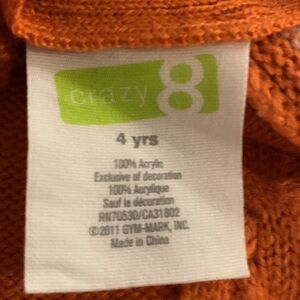 crazy 8
4 yrs
100% Acrylic
Exclusive of decoration
100% Acrylique
Sauf la décoration
RN70530/CA31802
©2011 GYM-MARK, INC.
Made in China